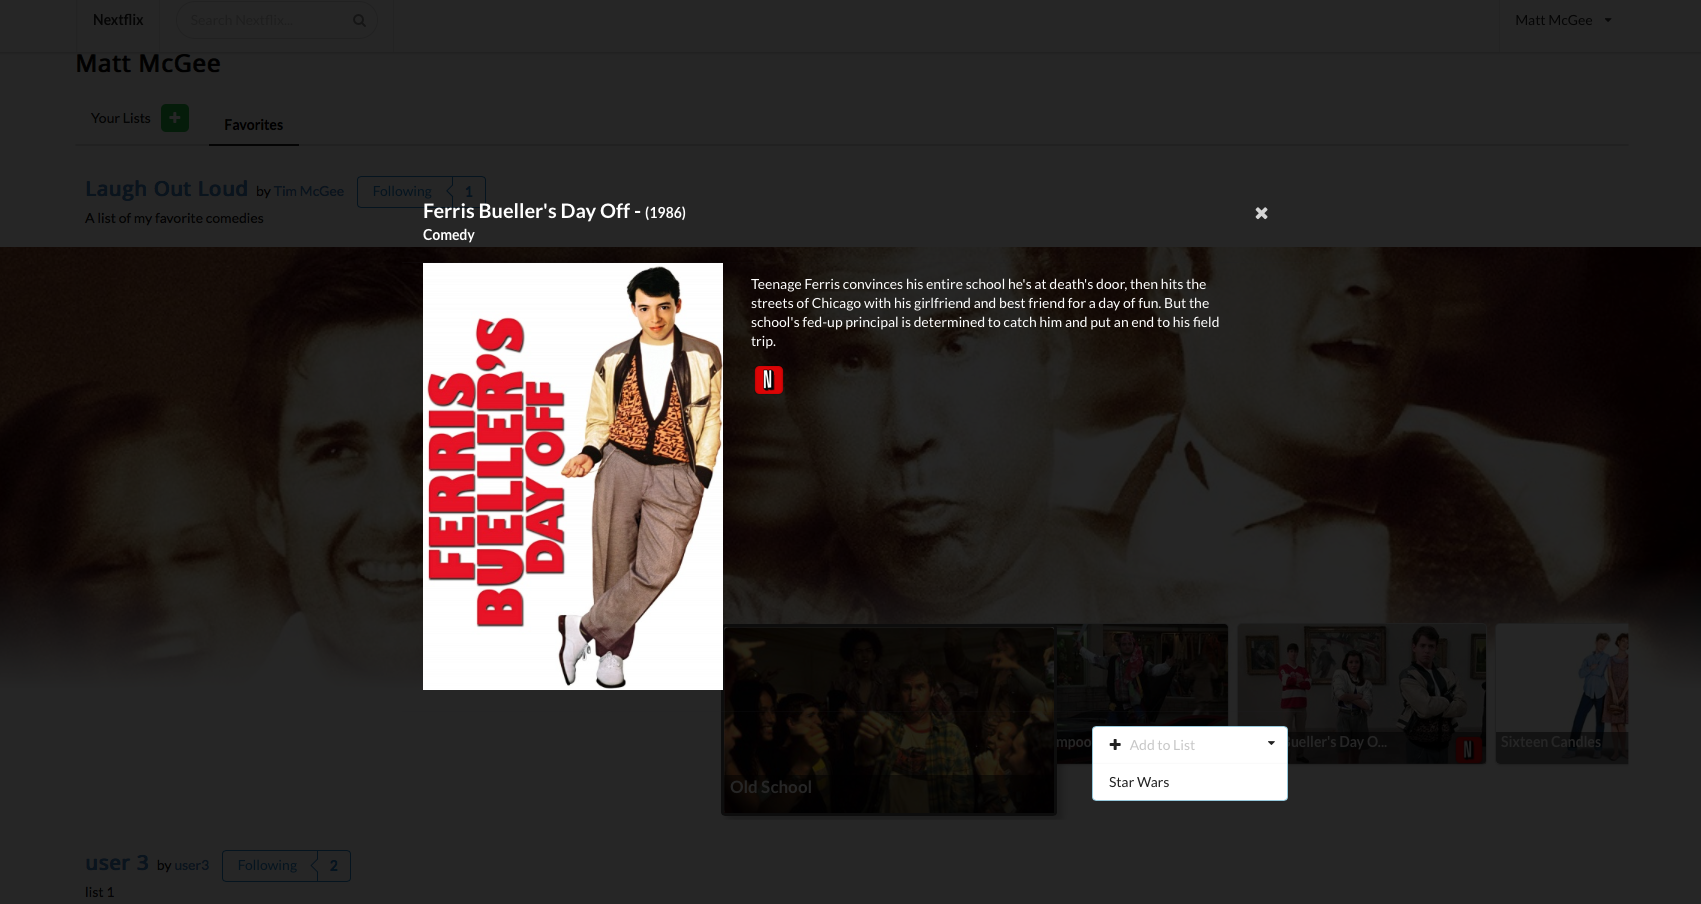 Nextflix
Search Nextflix...
Matt McGee
Matt McGee
Your Lists
Favorites
Laugh Out Loud by Tim McGee Following 1
A list of my favorite comedies
Ferris Bueller's Day Off - (1986)
Comedy
Teenage Ferris convinces his entire school he's at death's door, then hits the
streets of Chicago with his girlfriend and best friend for a day of fun. But the
school's fed-up principal is determined to catch him and put an end to his field
trip.
N
FERRIS
BUELLER'S
DAY OFF
Old School
mpoo
ueller's Day O...
N
Sixteen Candles
Add to List
Star Wars
user 3 by user3 Following 2
list 1